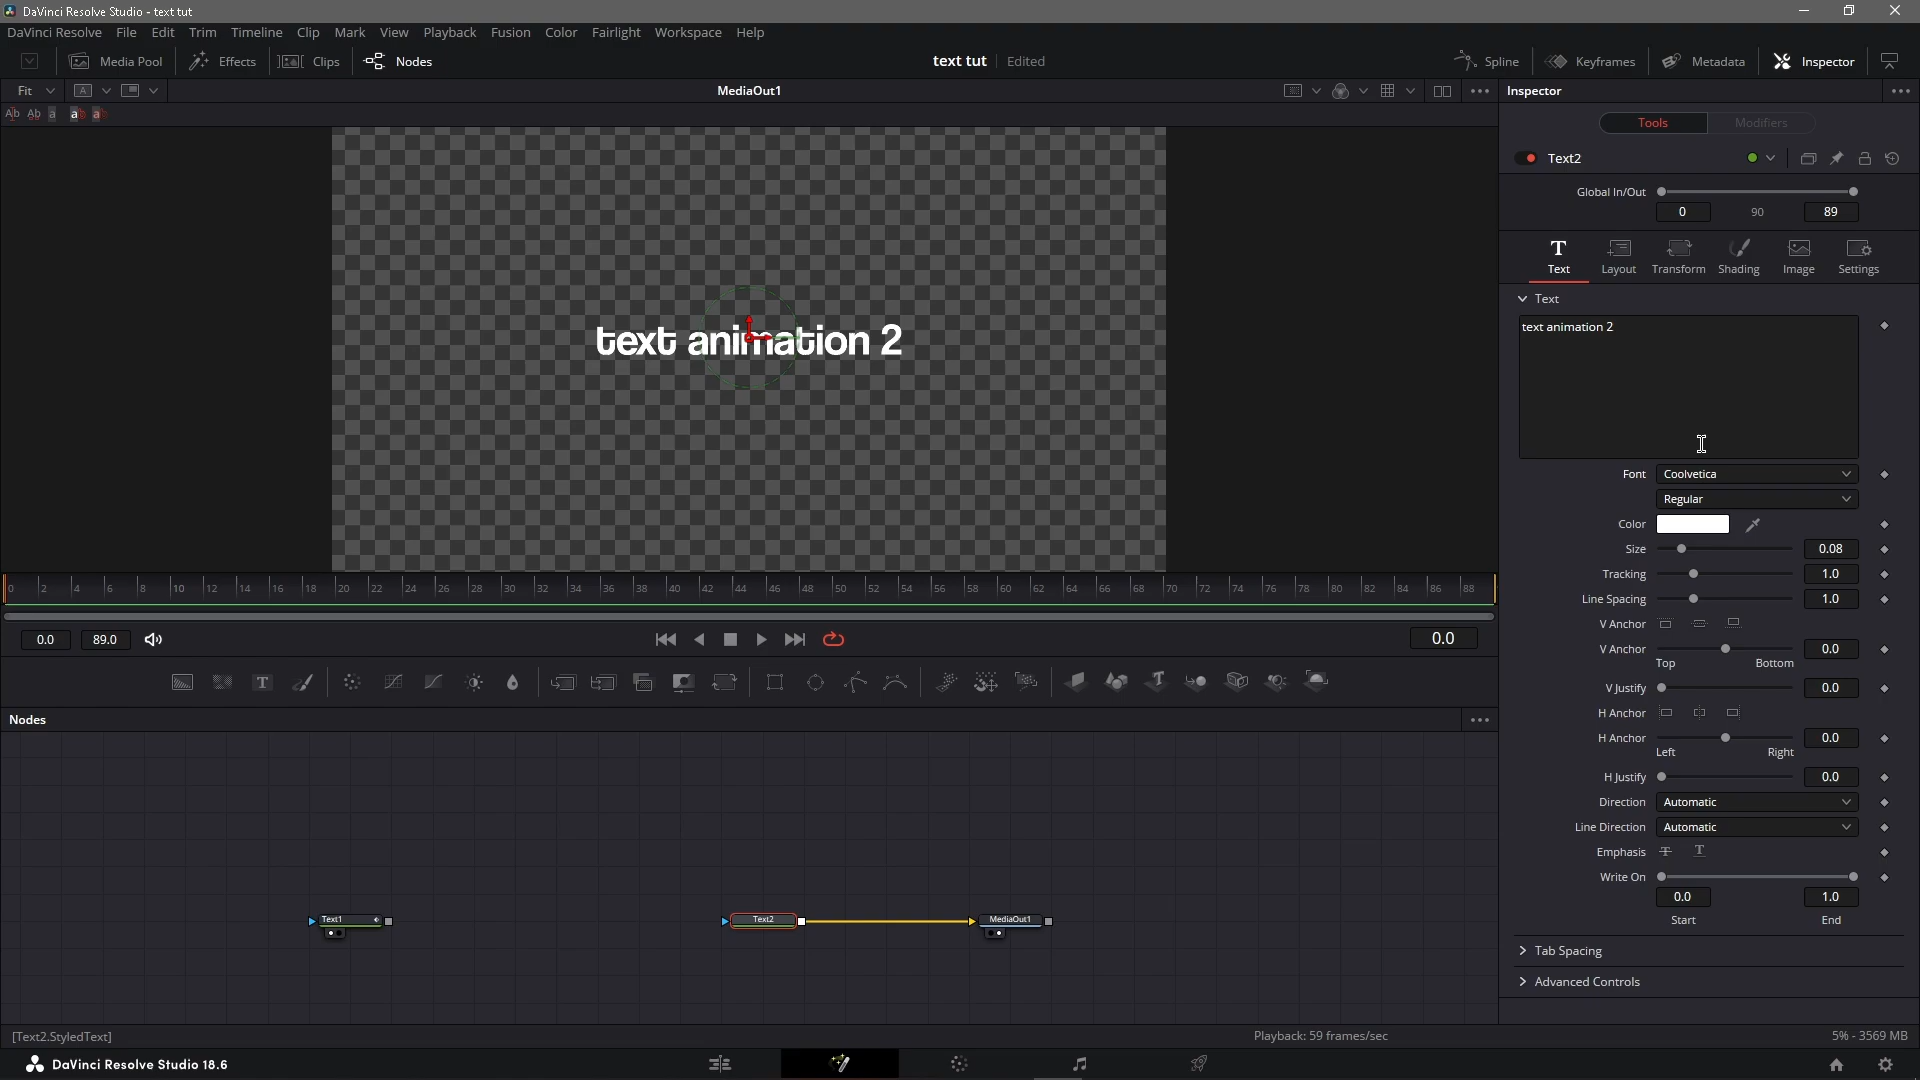 DaVinci Resolve Studio - text tut
DaVinci Resolve File Edit Trim Timeline Clip Mark View Playback Fusion Color Fairlight Workspace Help
Media Pool Effects Clips Nodes text tut Edited Spline Keyframes Metadata Inspector
Fit A MediaOut1 Inspector
Tools Modifiers
Text2
Global In/Out
0 90 89
Text Layout Transform Shading Image Settings
Text
text animation 2
text animation 2
Font Coolvetica
Regular
Color
Size 0.08
Tracking 1.0
Line Spacing 1.0
V Anchor
V Anchor 0.0
Top Bottom
V Justify 0.0
H Anchor
H Anchor 0.0
Left Right
H Justify 0.0
Direction Automatic
Line Direction Automatic
Emphasis T T
Write On
0.0 1.0
Start End
Tab Spacing
Advanced Controls
0 2 4 6 8 10 12 14 16 18 20 22 24 26 28 30 32 34 36 38 40 42 44 46 48 50 52 54 56 58 60 62 64 66 68 70 72 74 76 78 80 82 84 86 88
0.0 89.0 0.0
Nodes
Text1 Text2 MediaOut1
[Text2.StyledText] Playback: 59 frames/sec 5% - 3569 MB
DaVinci Resolve Studio 18.6